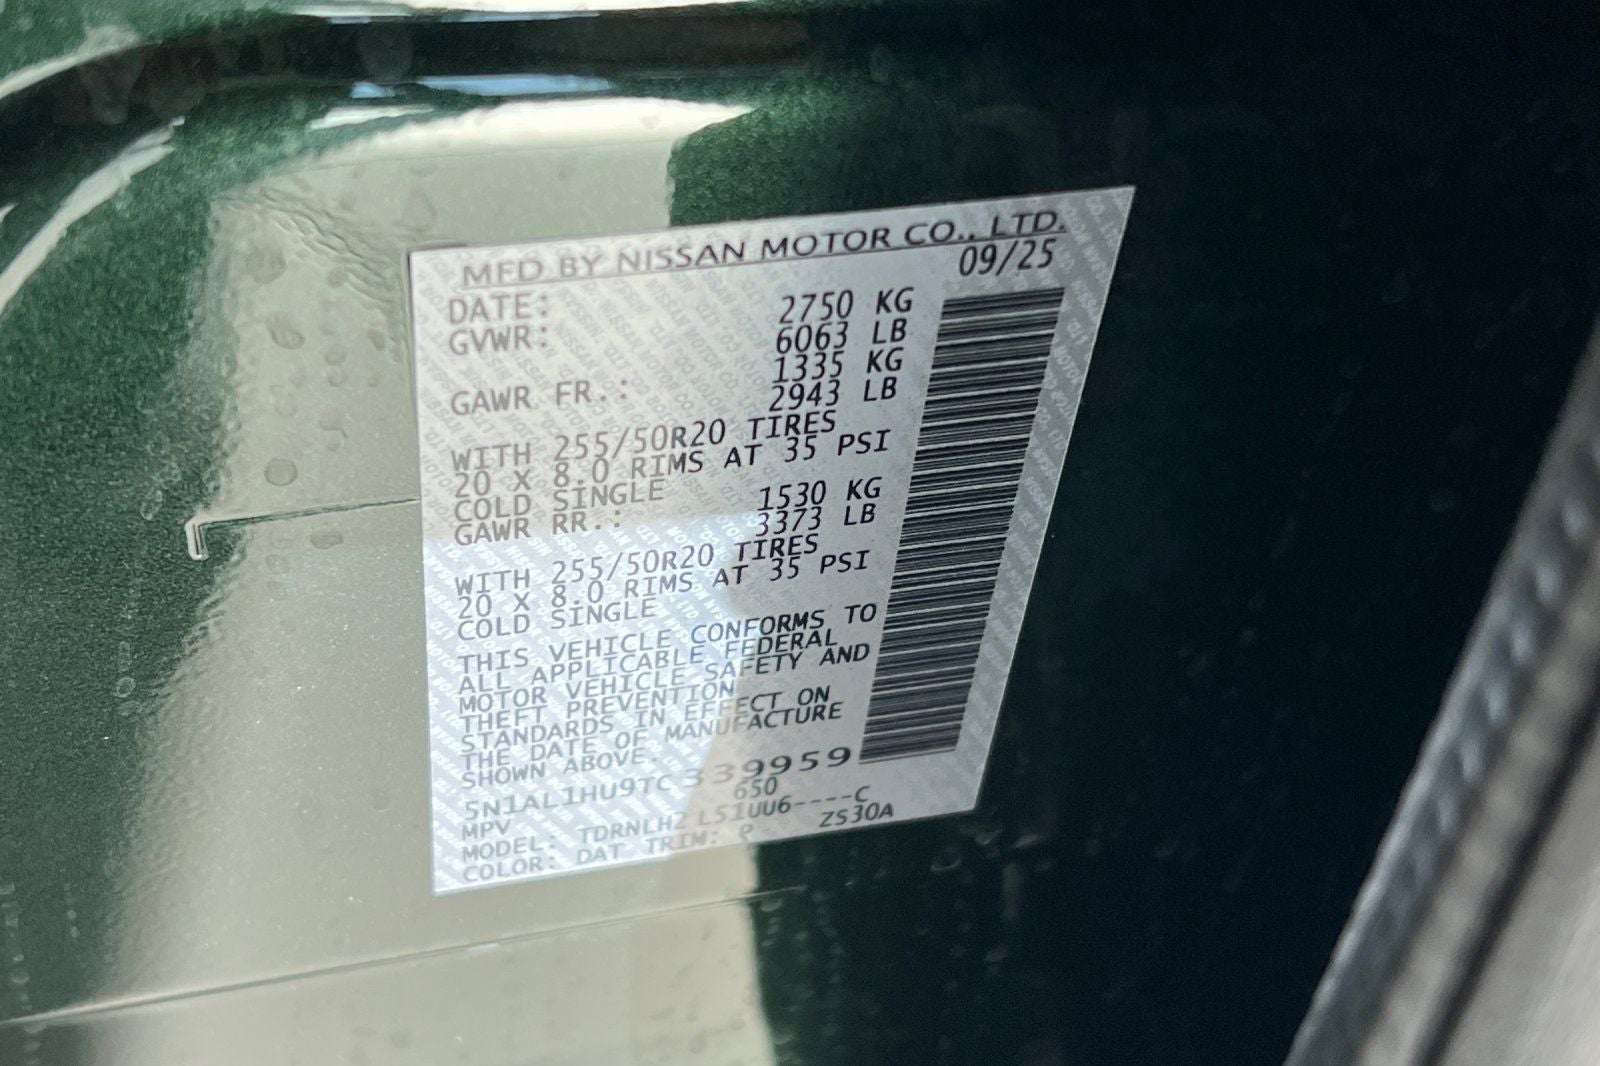 MFD BY NISSAN MOTOR CO., LTD.
DATE: 09/25
GVWR: 2750 KG
6063 LB
GAWR FR.: 1335 KG
2943 LB
WITH 255/50R20 TIRES
20 X 8.0 RIMS AT 35 PSI
COLD SINGLE
GAWR RR.: 1530 KG
3373 LB
WITH 255/50R20 TIRES
20 X 8.0 RIMS AT 35 PSI
COLD SINGLE
THIS VEHICLE CONFORMS TO
ALL APPLICABLE FEDERAL
MOTOR VEHICLE SAFETY AND
THEFT PREVENTION
STANDARDS IN EFFECT ON
THE DATE OF MANUFACTURE
SHOWN ABOVE.
5N1AL1HU9TC339959
MPV 650
MODEL: TDRNLHZ L51UU6----C
COLOR: DAT TRIM: P ZS30A